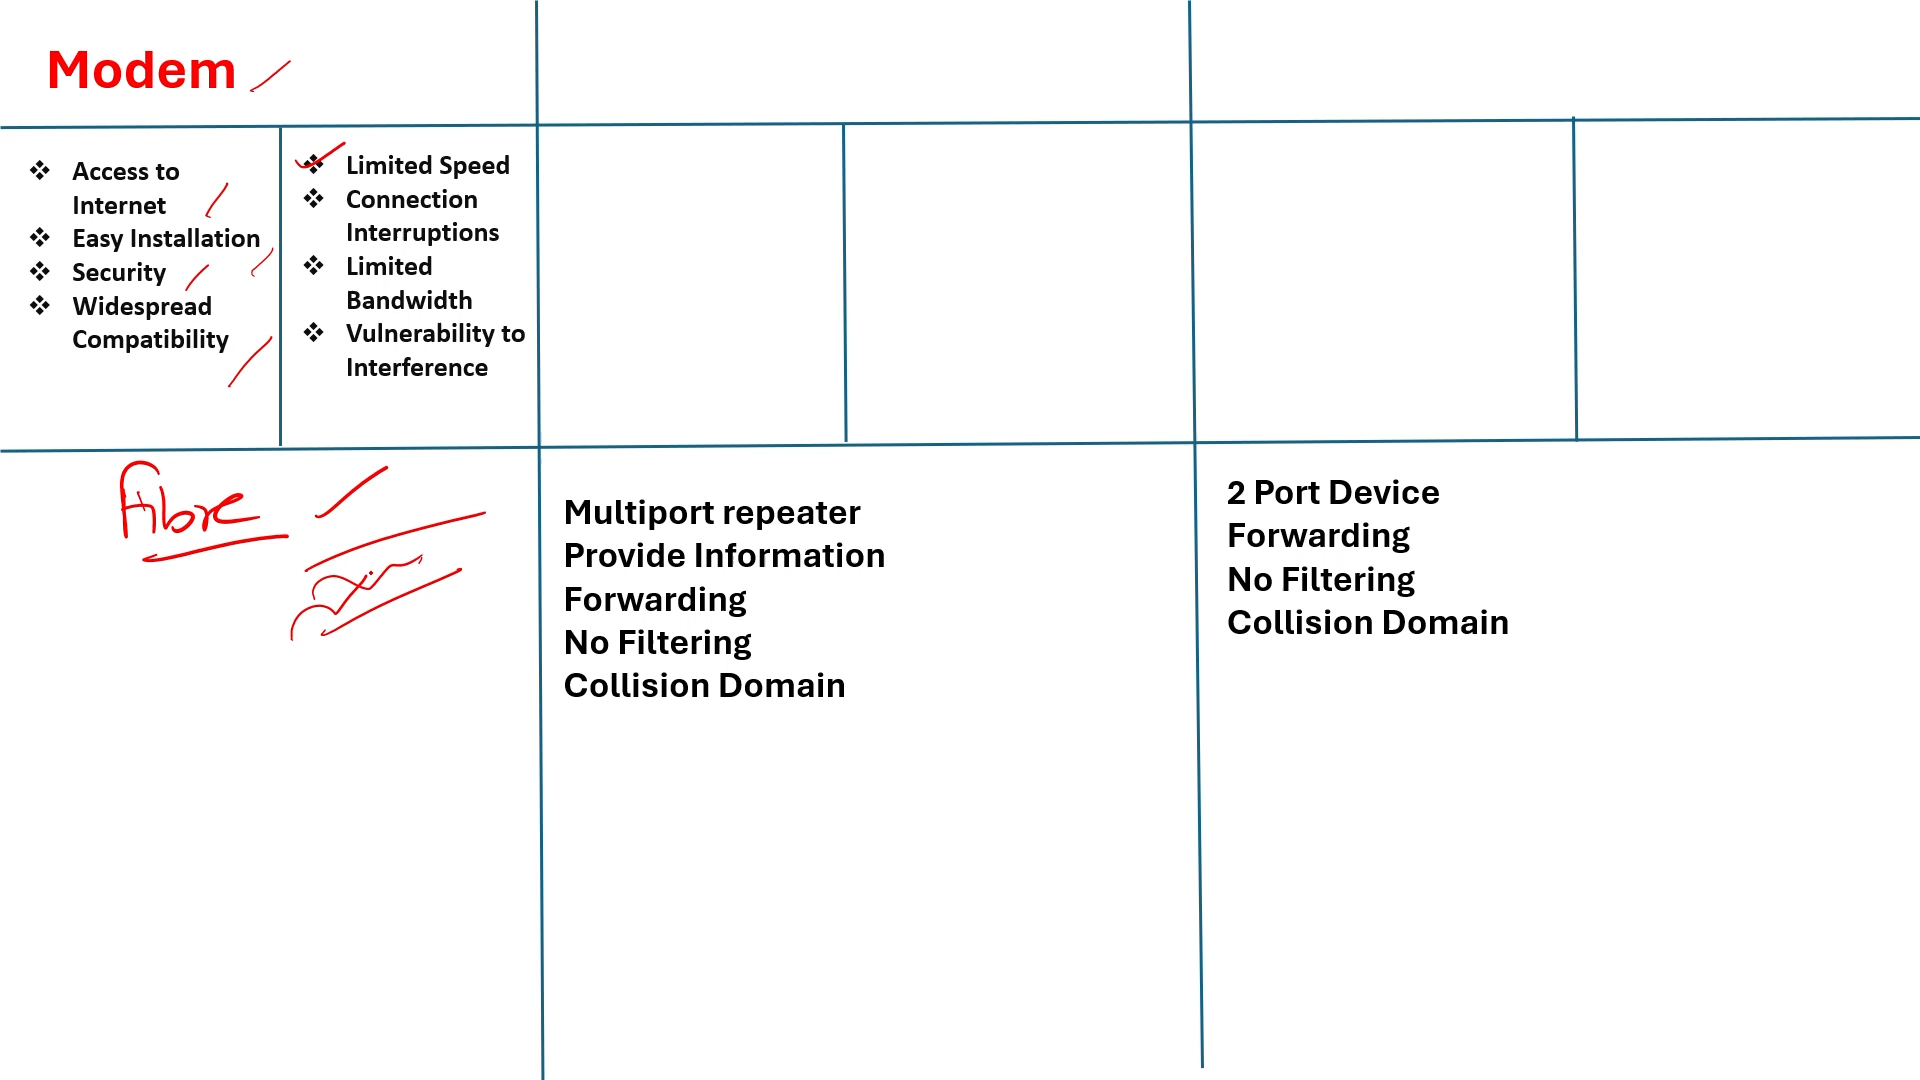 Modem
Access to
Internet
Easy Installation
Security
Widespread
Compatibility
Limited Speed
Connection
Interruptions
Limited
Bandwidth
Vulnerability to
Interference
Fibre
Multiport repeater
Provide Information
Forwarding
No Filtering
Collision Domain
2 Port Device
Forwarding
No Filtering
Collision Domain